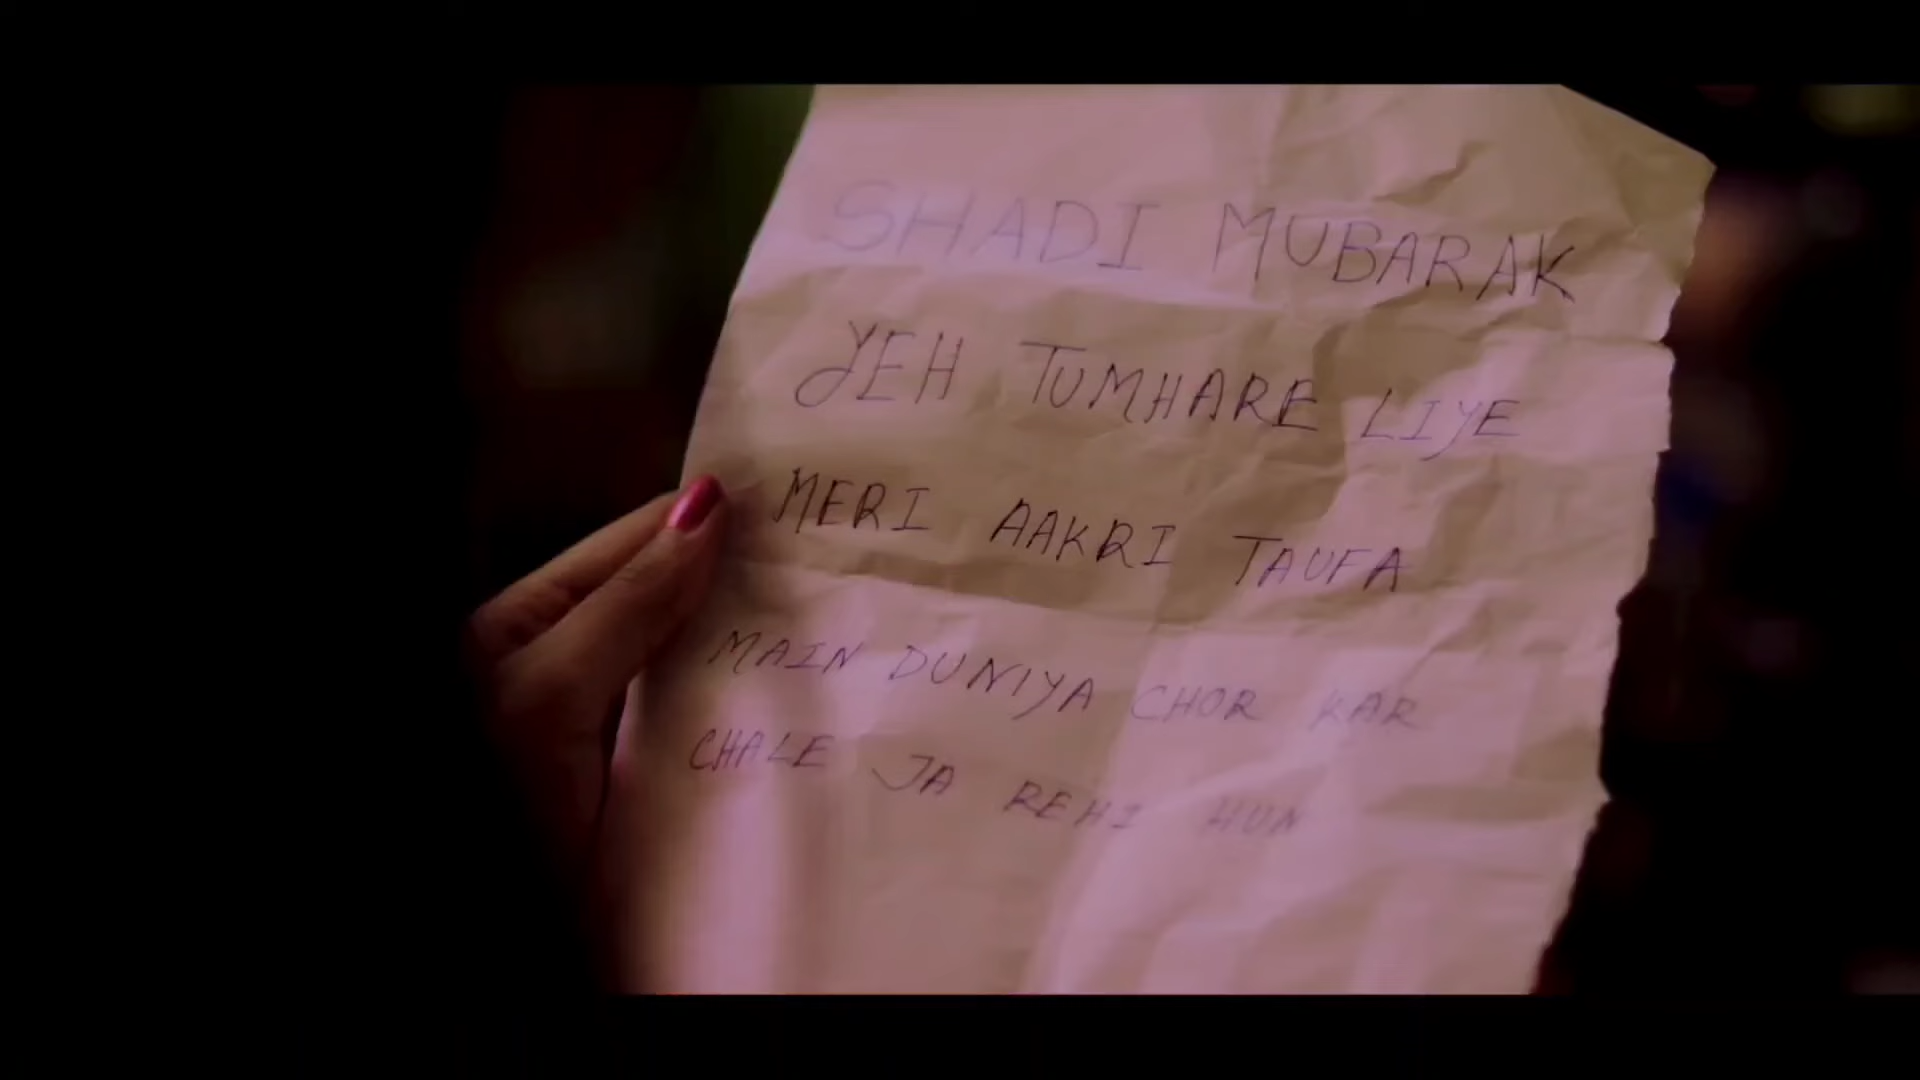 SHADI MUBARAK
YEH TUMHARE LIYE
MERI AAKRI TAUFA
MAIN DUNIYA CHOR KAR
CHALE JA REHI HUN